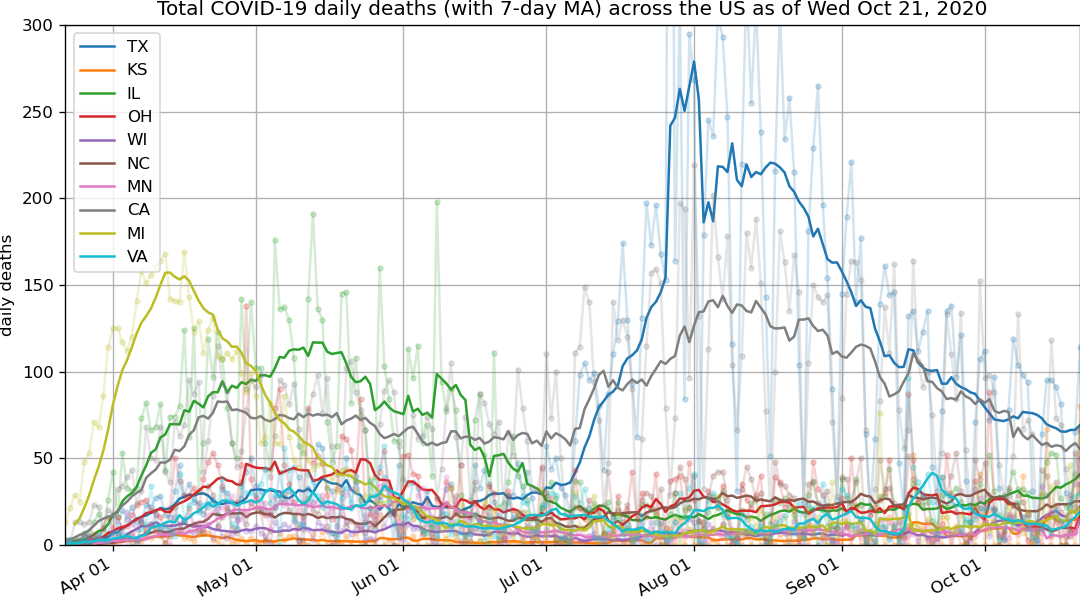 Total COVID-19 daily deaths (with 7-day MA) across the US as of Wed Oct 21, 2020
daily deaths
300
250
200
150
100
50
0
TX
KS
IL
OH
WI
NC
MN
CA
MI
VA
Apr 01
May 01
Jun 01
Jul 01
Aug 01
Sep 01
Oct 01